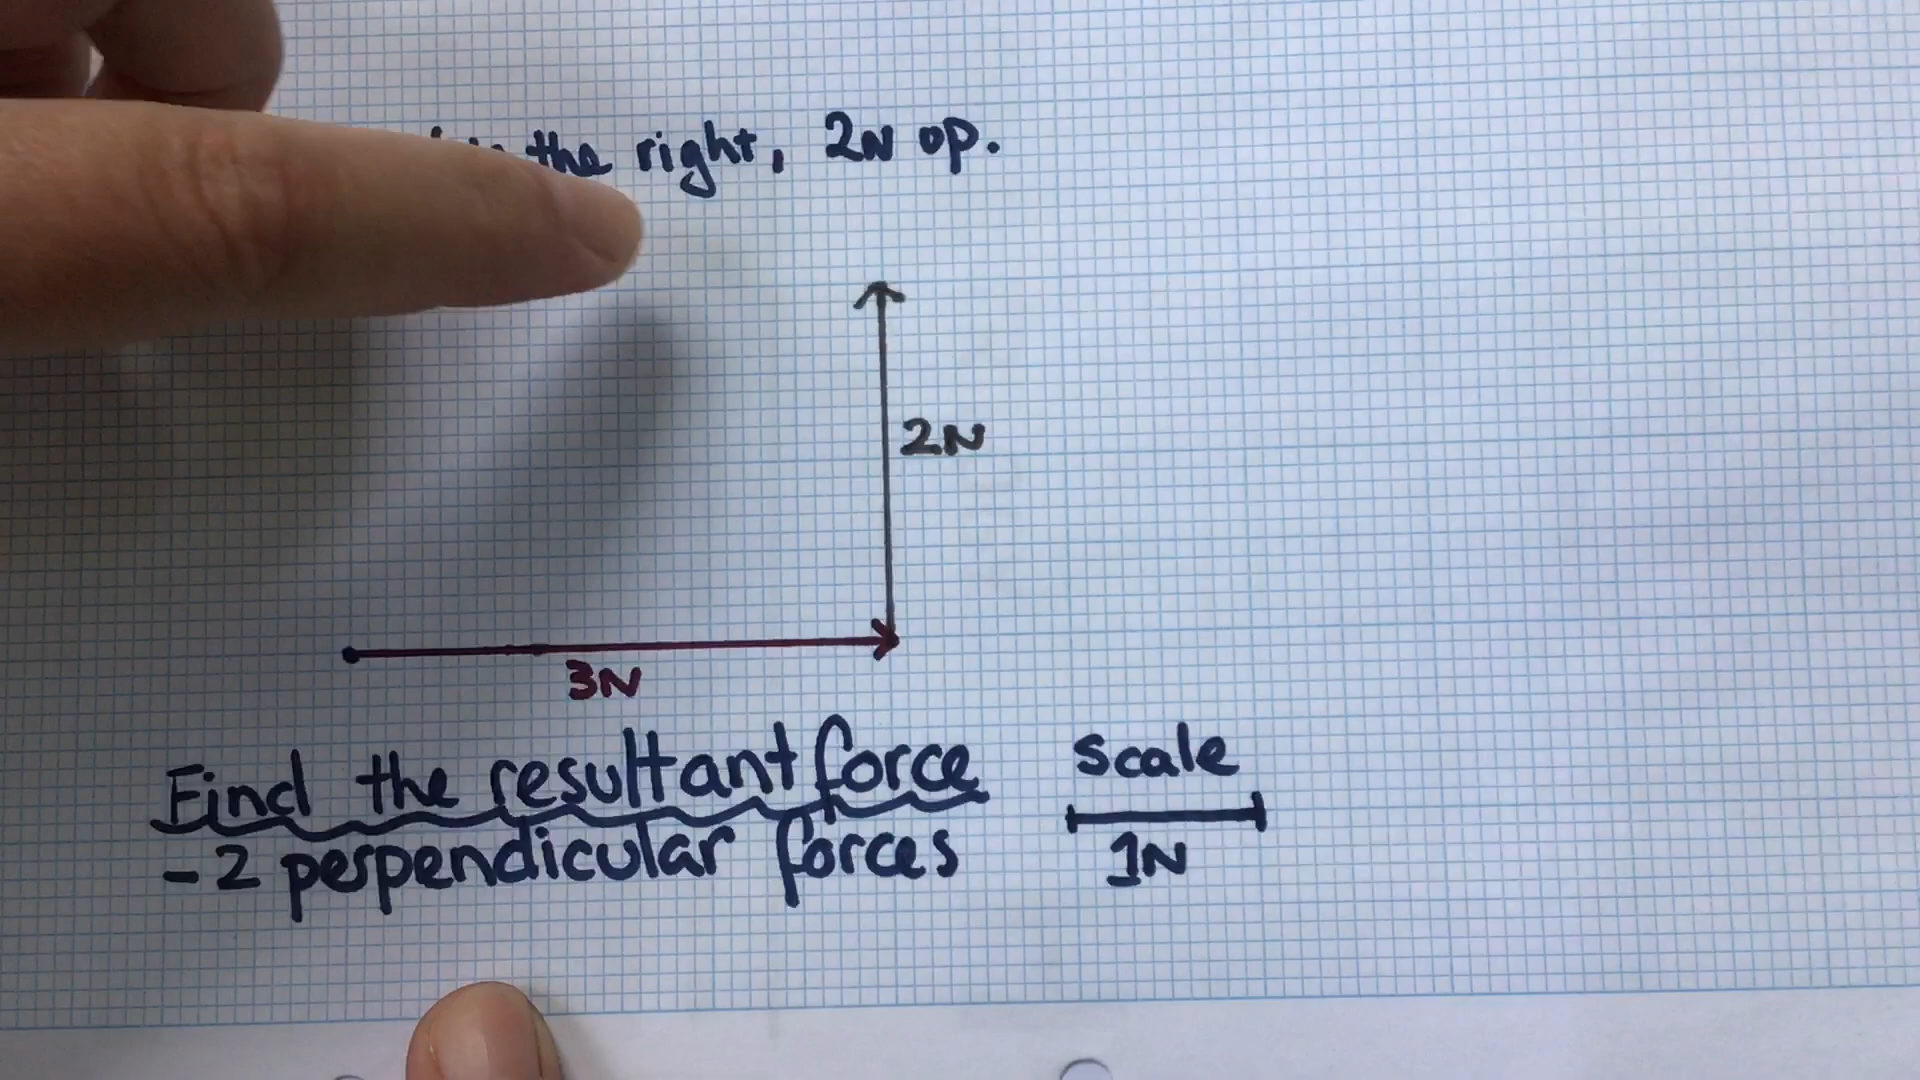 the right, 2N up.
2N
3N
Find the resultant force
- 2 perpendicular forces
scale
1N